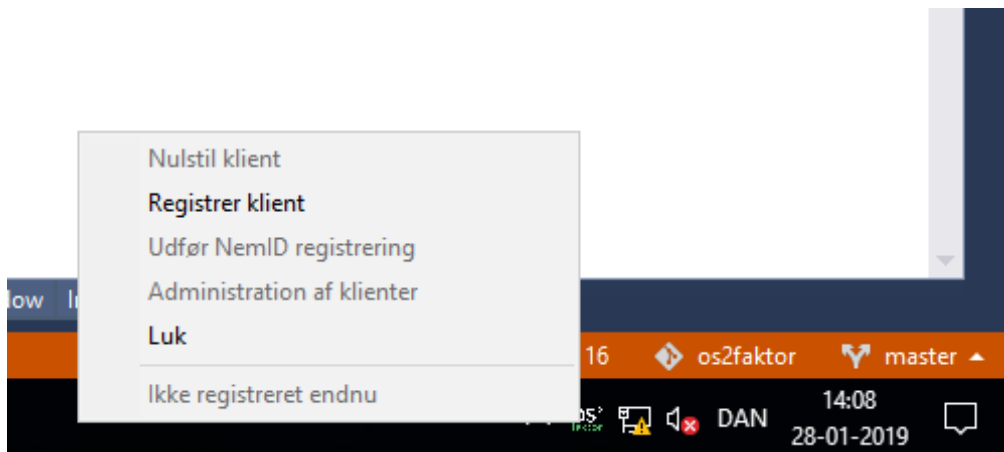 Nulstil klient
Registrer klient
Udfør NemID registrering
Administration af klienter
Luk
Ikke registreret endnu
16 os2faktor master
DAN
14:08
28-01-2019